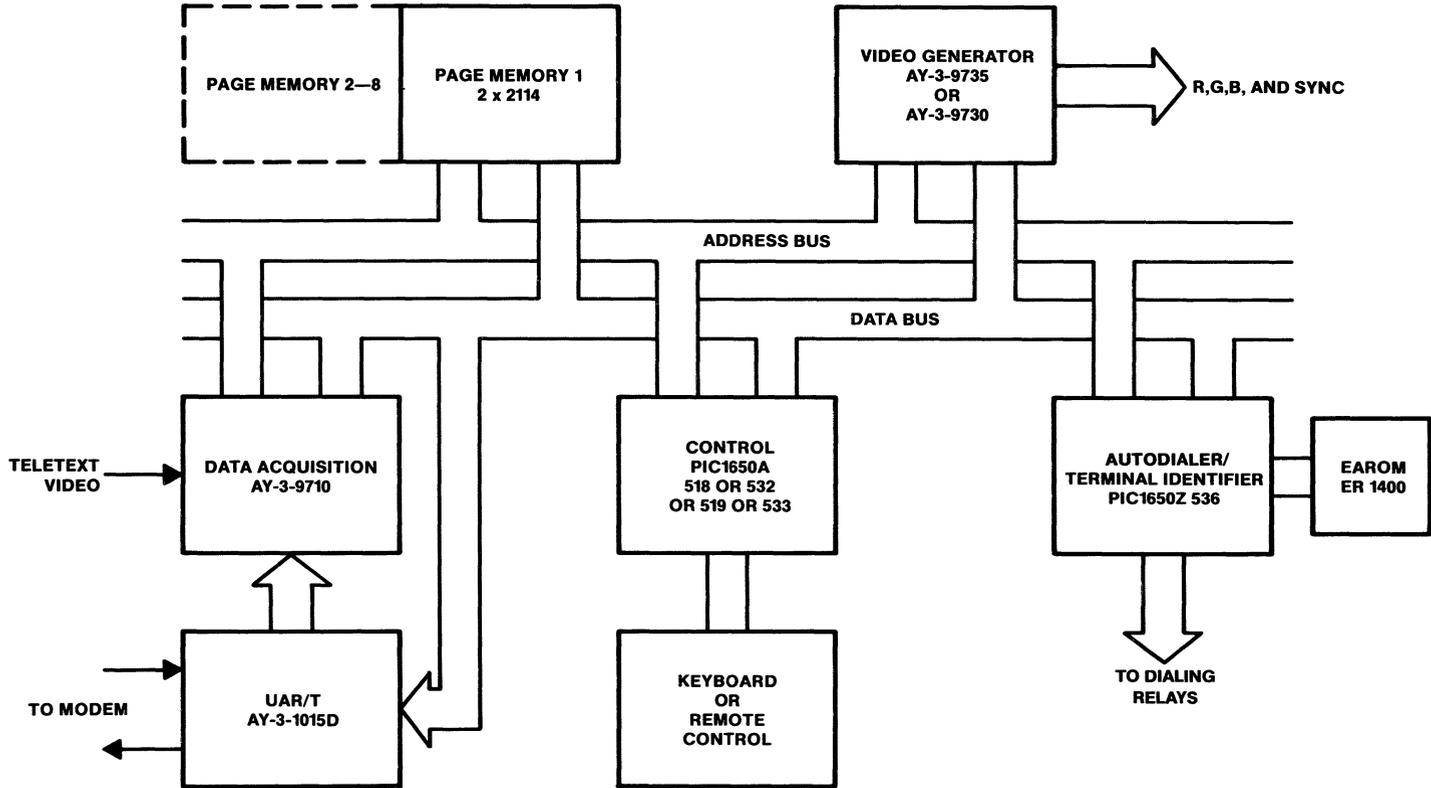 PAGE MEMORY 2—8
PAGE MEMORY 1
2 x 2114
VIDEO GENERATOR
AY-3-9735
OR
AY-3-9730
R,G,B, AND SYNC
ADDRESS BUS
DATA BUS
TELETEXT
VIDEO
DATA ACQUISITION
AY-3-9710
CONTROL
PIC1650A
518 OR 532
OR 519 OR 533
AUTODIALER/
TERMINAL IDENTIFIER
PIC1650Z 536
EAROM
ER 1400
TO MODEM
UAR/T
AY-3-1015D
KEYBOARD
OR
REMOTE
CONTROL
TO DIALING
RELAYS